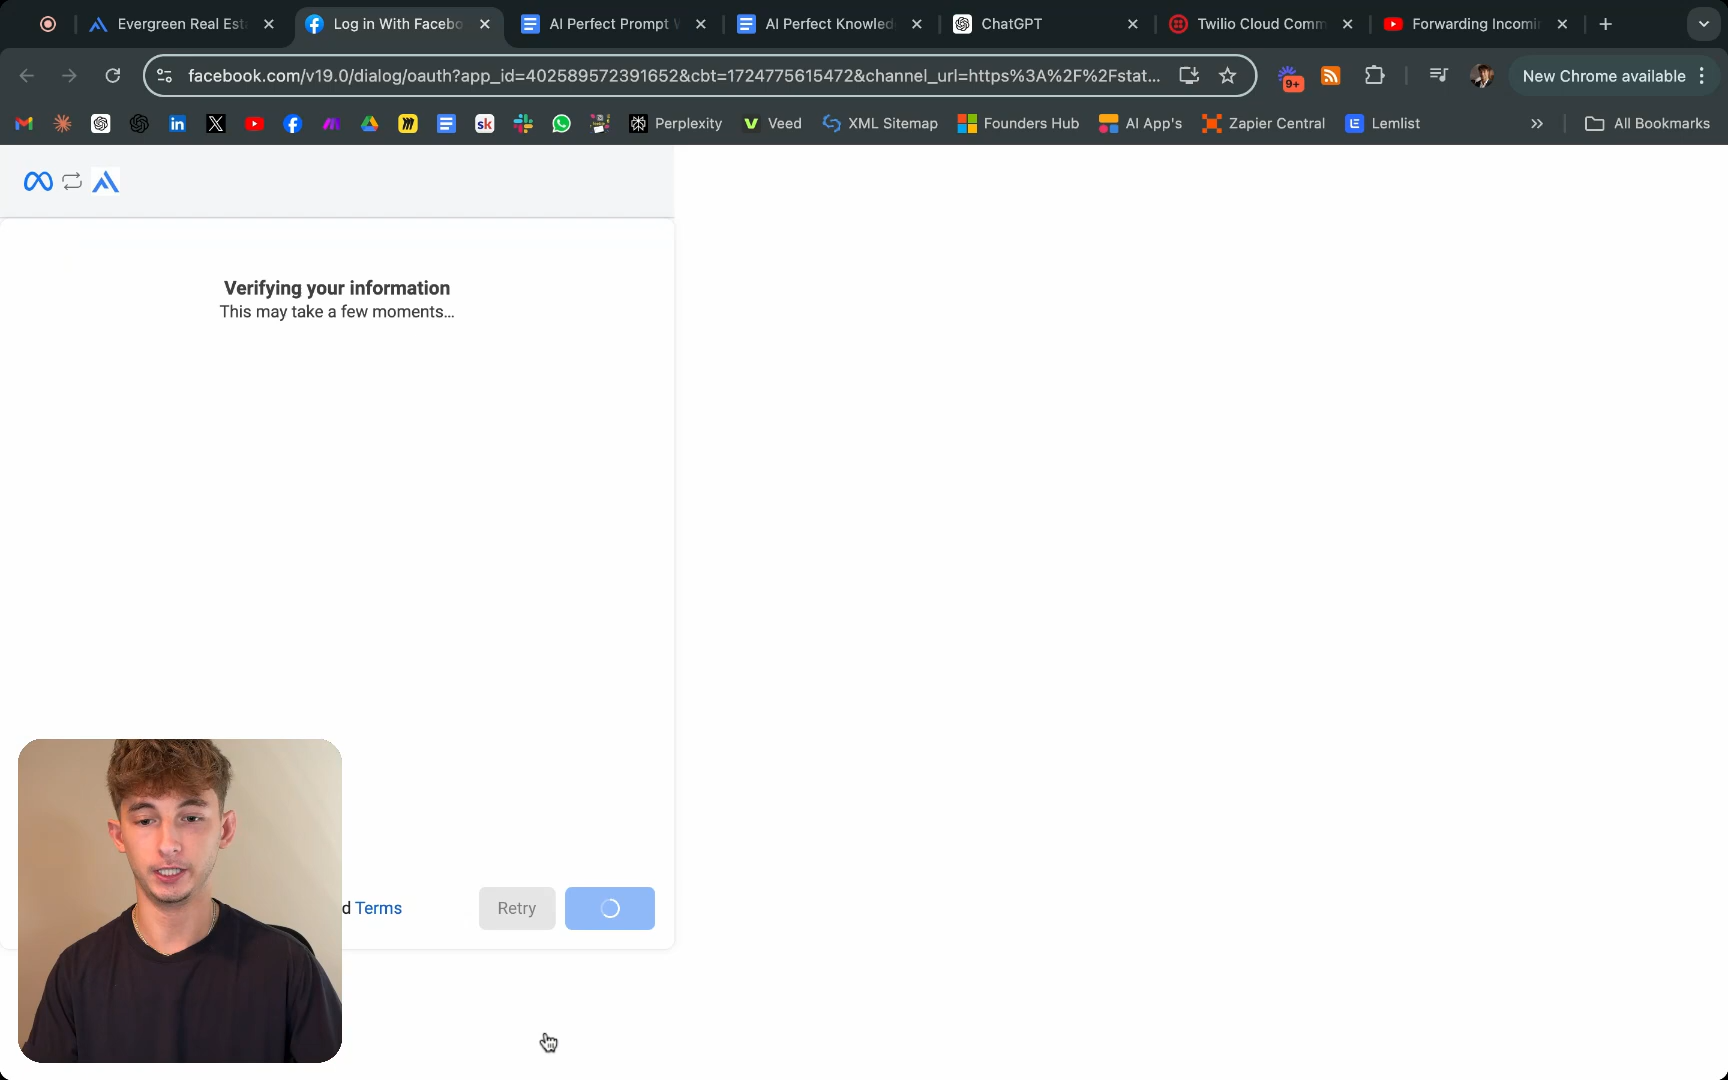 Evergreen Real Est
Log in With Facebo
AI Perfect Prompt
AI Perfect Knowled
ChatGPT
Twilio Cloud Comm
Forwarding Incomi
facebook.com/v19.0/dialog/oauth?app_id=402589572391652&cbt=1724775615472&channel_url=https%3A%2F%2Fstat...
9+
New Chrome available
sk
Perplexity
Veed
XML Sitemap
Founders Hub
AI App's
Zapier Central
Lemlist
All Bookmarks
Verifying your information
This may take a few moments...
d Terms
Retry